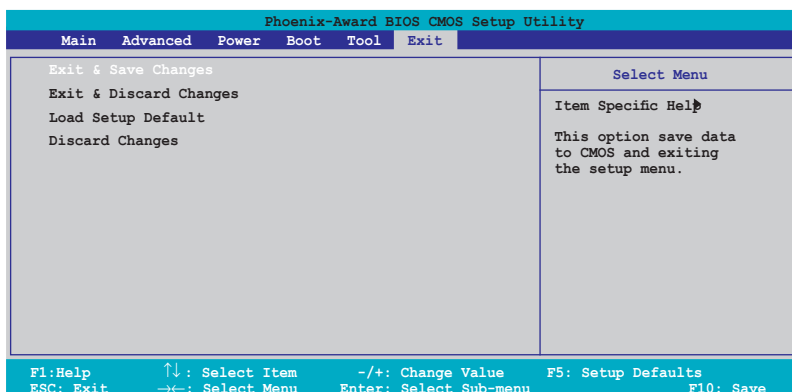 Phoenix-Award BIOS CMOS Setup Utility
Main Advanced Power Boot Tool Exit
Exit & Save Changes
Exit & Discard Changes
Load Setup Default
Discard Changes
Select Menu
Item Specific Help
This option save data
to CMOS and exiting
the setup menu.
F1:Help ↑↓: Select Item -/+: Change Value F5: Setup Defaults
ESC: Exit →←: Select Menu Enter: Select Sub-menu F10: Save